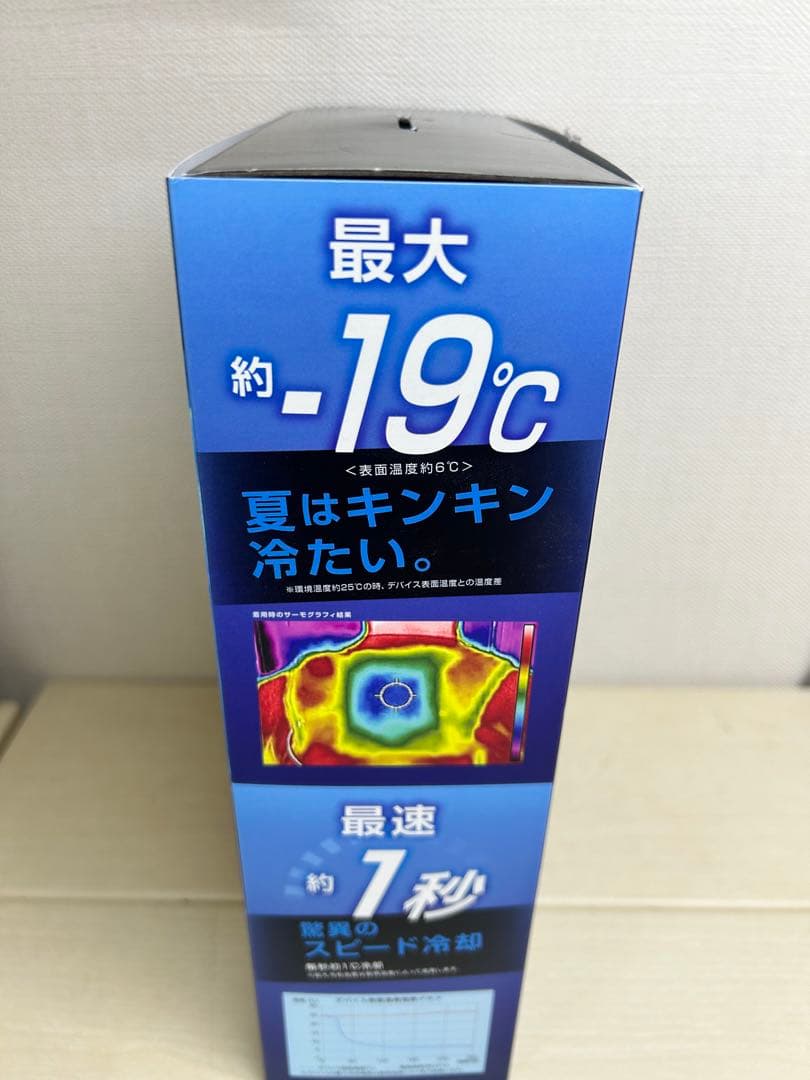 最大
約-19℃
<表面温度約6℃>
夏はキンキン
冷たい。
※環境温度約25℃の時、デバイス表面温度との温度差
着用時のサーモグラフィ結果
最速
約1秒
驚異の
スピード冷却